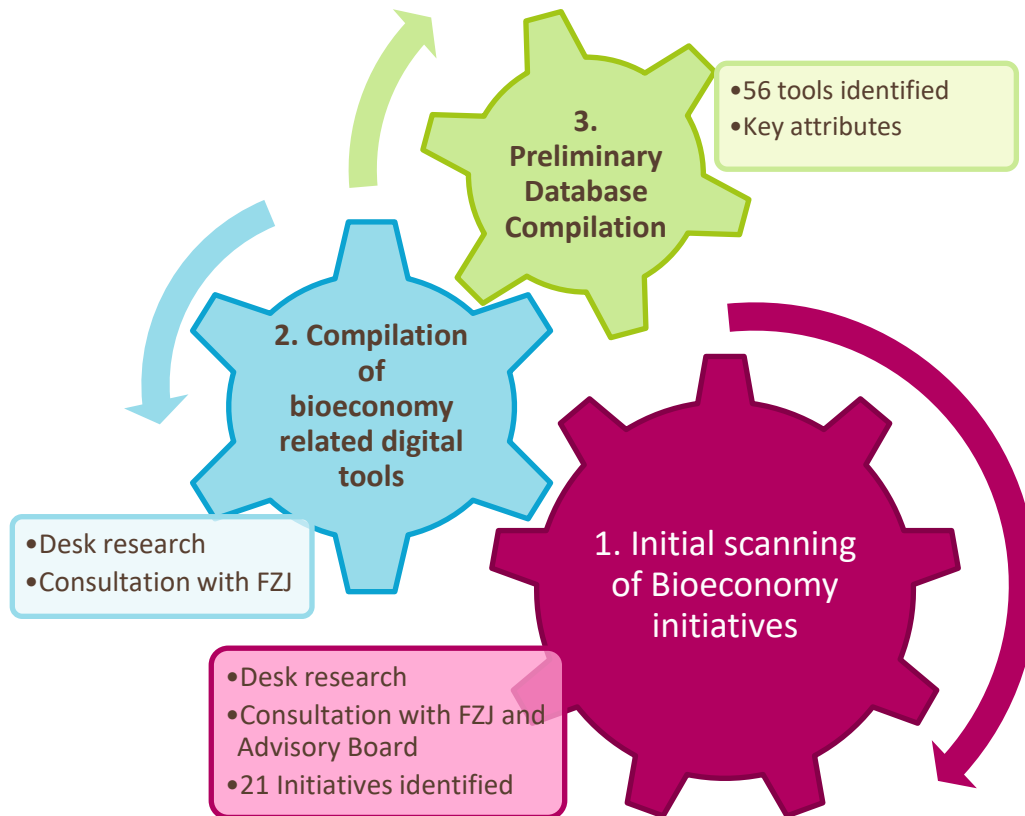 3.
Preliminary
Database
Compilation
•56 tools identified
•Key attributes
2. Compilation
of
bioeconomy
related digital
tools
•Desk research
•Consultation with FZJ
1. Initial scanning
of Bioeconomy
initiatives
•Desk research
•Consultation with FZJ and
Advisory Board
•21 Initiatives identified